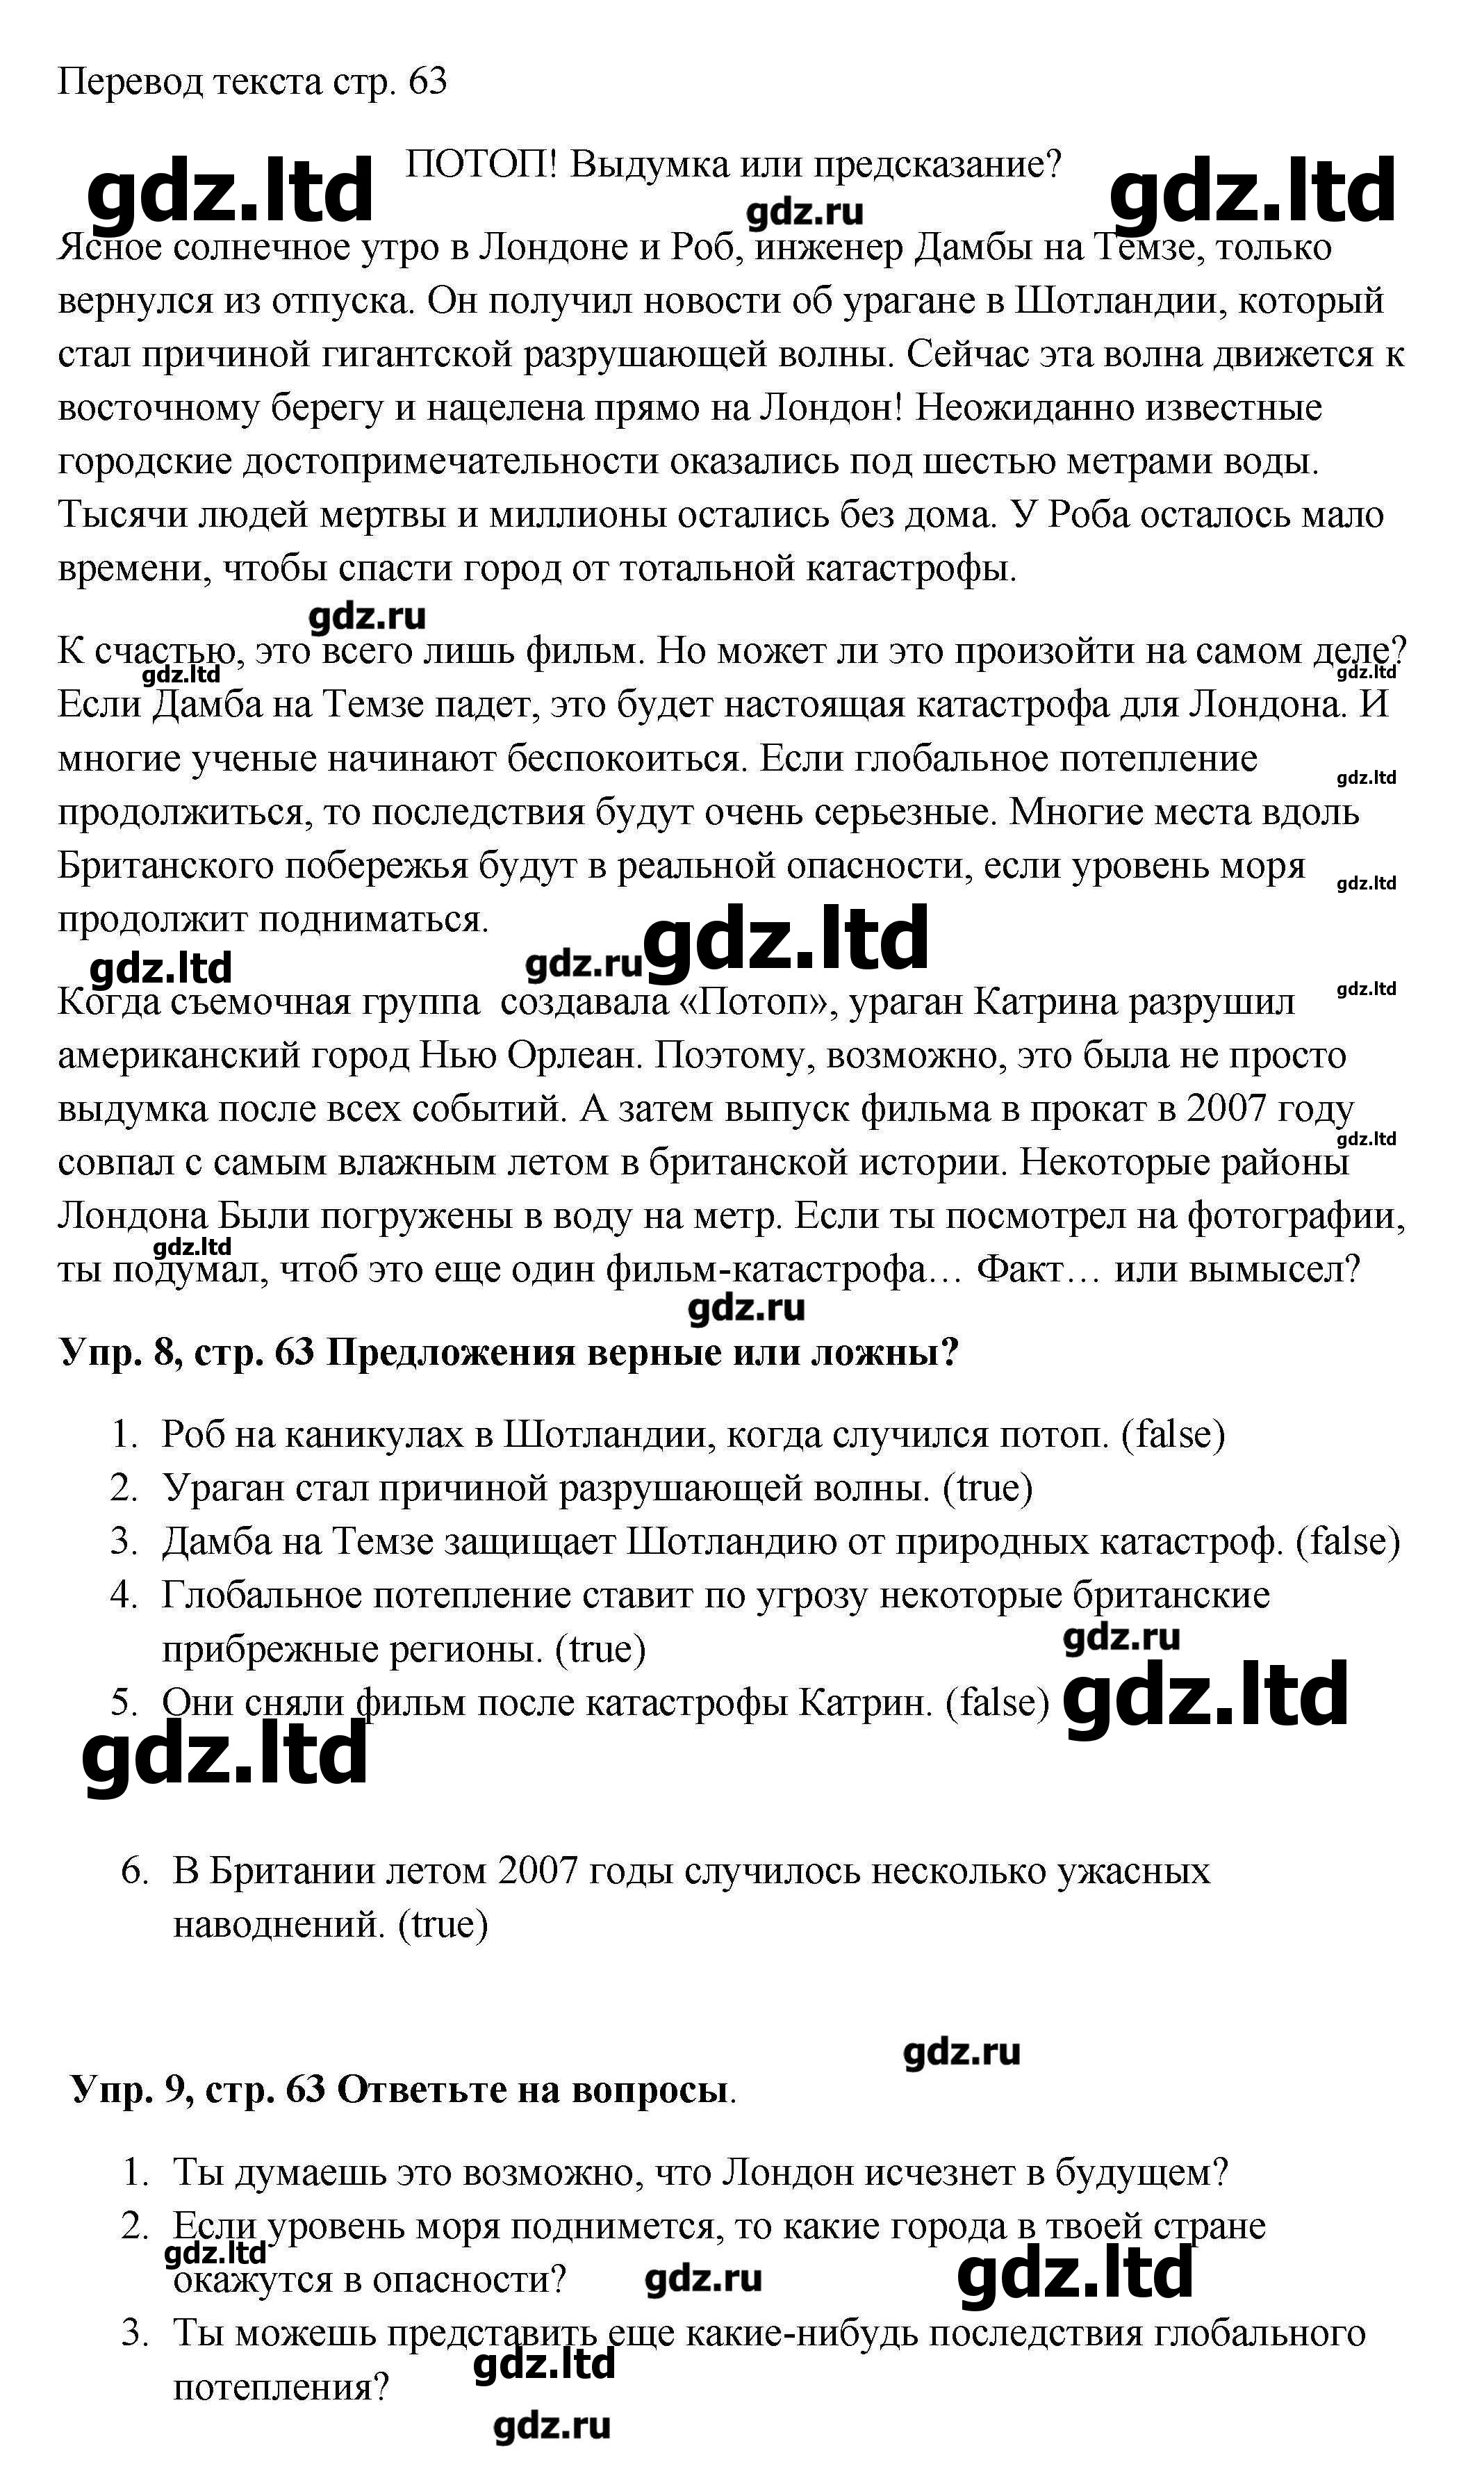 Перевод текста стр. 63
ПОТОП! Выдумка или предсказание?
gdz.ltd
gdz.ltd
gdz.ru
Ясное солнечное утро в Лондоне и Роб, инженер Дамбы на Темзе, только
вернулся из отпуска. Он получил новости об урагане в Шотландии, который
стал причиной гигантской разрушающей волны. Сейчас эта волна движется к
восточному берегу и нацелена прямо на Лондон! Неожиданно известные
городские достопримечательности оказались под шестью метрами воды.
Тысячи людей мертвы и миллионы остались без дома. У Роба осталось мало
времени, чтобы спасти город от тотальной катастрофы.
gdz.ru
К счастью, это всего лишь фильм. Но может ли это произойти на самом деле?
gdz.ltd
gdz.ltd
Если Дамба на Темзе падет, это будет настоящая катастрофа для Лондона. И
многие ученые начинают беспокоиться. Если глобальное потепление
gdz.ltd
продолжиться, то последствия будут очень серьезные. Многие места вдоль
Британского побережья будут в реальной опасности, если уровень моря
gdz.ltd
продолжит подниматься.
gdz.ltd
gdz.ru
gdz.ltd
Когда съемочная группа  создавала «Потоп», ураган Катрина разрушил
gdz.ltd
американский город Нью Орлеан. Поэтому, возможно, это была не просто
выдумка после всех событий. А затем выпуск фильма в прокат в 2007 году
gdz.ltd
совпал с самым влажным летом в британской истории. Некоторые районы
Лондона Были погружены в воду на метр. Если ты посмотрел на фотографии,
gdz.ltd
ты подумал, чтоб это еще один фильм-катастрофа… Факт… или вымысел?
gdz.ru
Упр. 8, стр. 63 Предложения верные или ложны?
1. Роб на каникулах в Шотландии, когда случился потоп. (false)
2. Ураган стал причиной разрушающей волны. (true)
3. Дамба на Темзе защищает Шотландию от природных катастроф. (false)
4. Глобальное потепление ставит по угрозу некоторые британские
прибрежные регионы. (true)
gdz.ru
5. Они сняли фильм после катастрофы Катрин. (false)
gdz.ltd
gdz.ltd
6. В Британии летом 2007 годы случилось несколько ужасных
наводнений. (true)
gdz.ru
Упр. 9, стр. 63 Ответьте на вопросы.
1. Ты думаешь это возможно, что Лондон исчезнет в будущем?
2. Если уровень моря поднимется, то какие города в твоей стране
gdz.ltd
окажутся в опасности?
gdz.ru
gdz.ltd
3. Ты можешь представить еще какие-нибудь последствия глобального
gdz.ltd
потепления?
gdz.ru